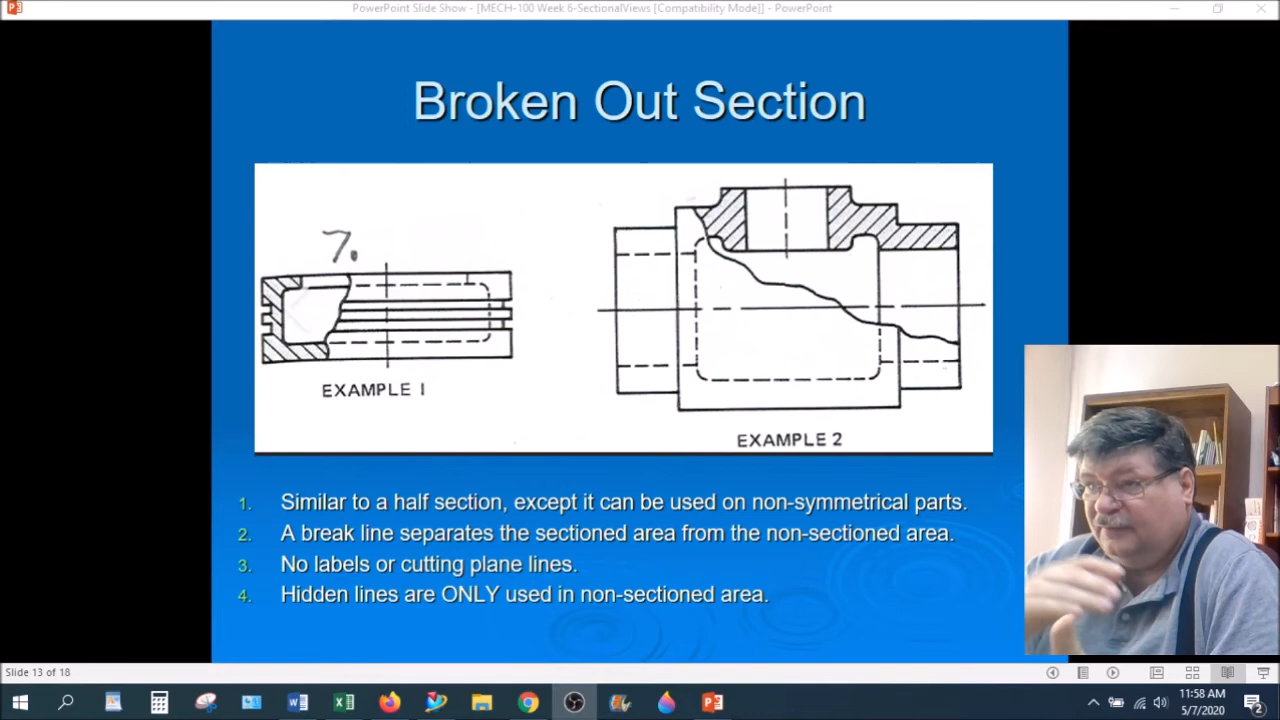 PowerPoint Slide Show - [MECH-100 Week 6-SectionalViews [Compatibility Mode]] - PowerPoint
Broken Out Section
7.
EXAMPLE 1
EXAMPLE 2
1. Similar to a half section, except it can be used on non-symmetrical parts.
2. A break line separates the sectioned area from the non-sectioned area.
3. No labels or cutting plane lines.
4. Hidden lines are ONLY used in non-sectioned area.
Slide 13 of 18
11:58 AM
5/7/2020
2